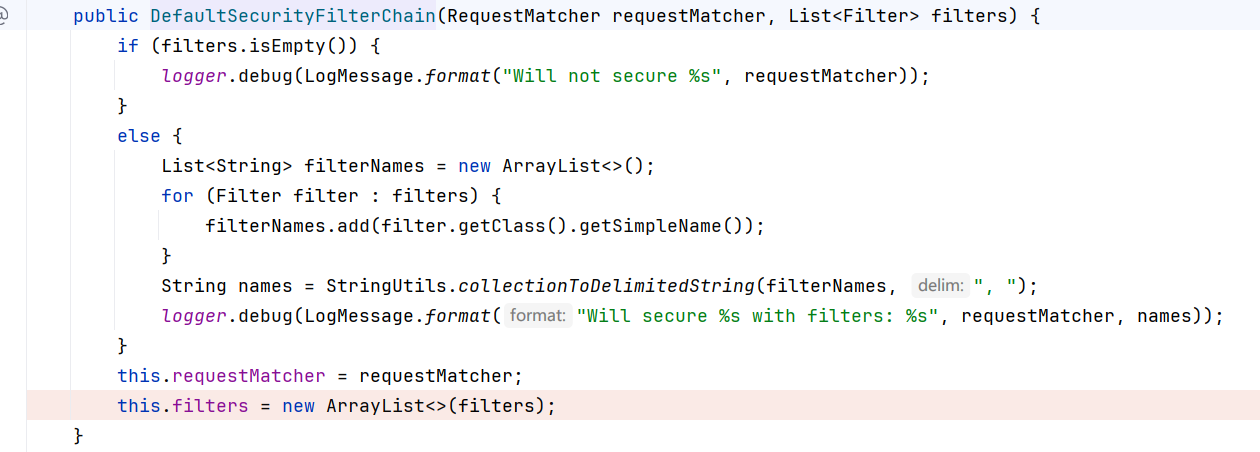 @
public DefaultSecurityFilterChain(RequestMatcher requestMatcher, List<Filter> filters) {
    if (filters.isEmpty()) {
        logger.debug(LogMessage.format("Will not secure %s", requestMatcher));
    }
    else {
        List<String> filterNames = new ArrayList<>();
        for (Filter filter : filters) {
            filterNames.add(filter.getClass().getSimpleName());
        }
        String names = StringUtils.collectionToDelimitedString(filterNames, delim: ", ");
        logger.debug(LogMessage.format( format: "Will secure %s with filters: %s", requestMatcher, names));
    }
    this.requestMatcher = requestMatcher;
    this.filters = new ArrayList<>(filters);
}